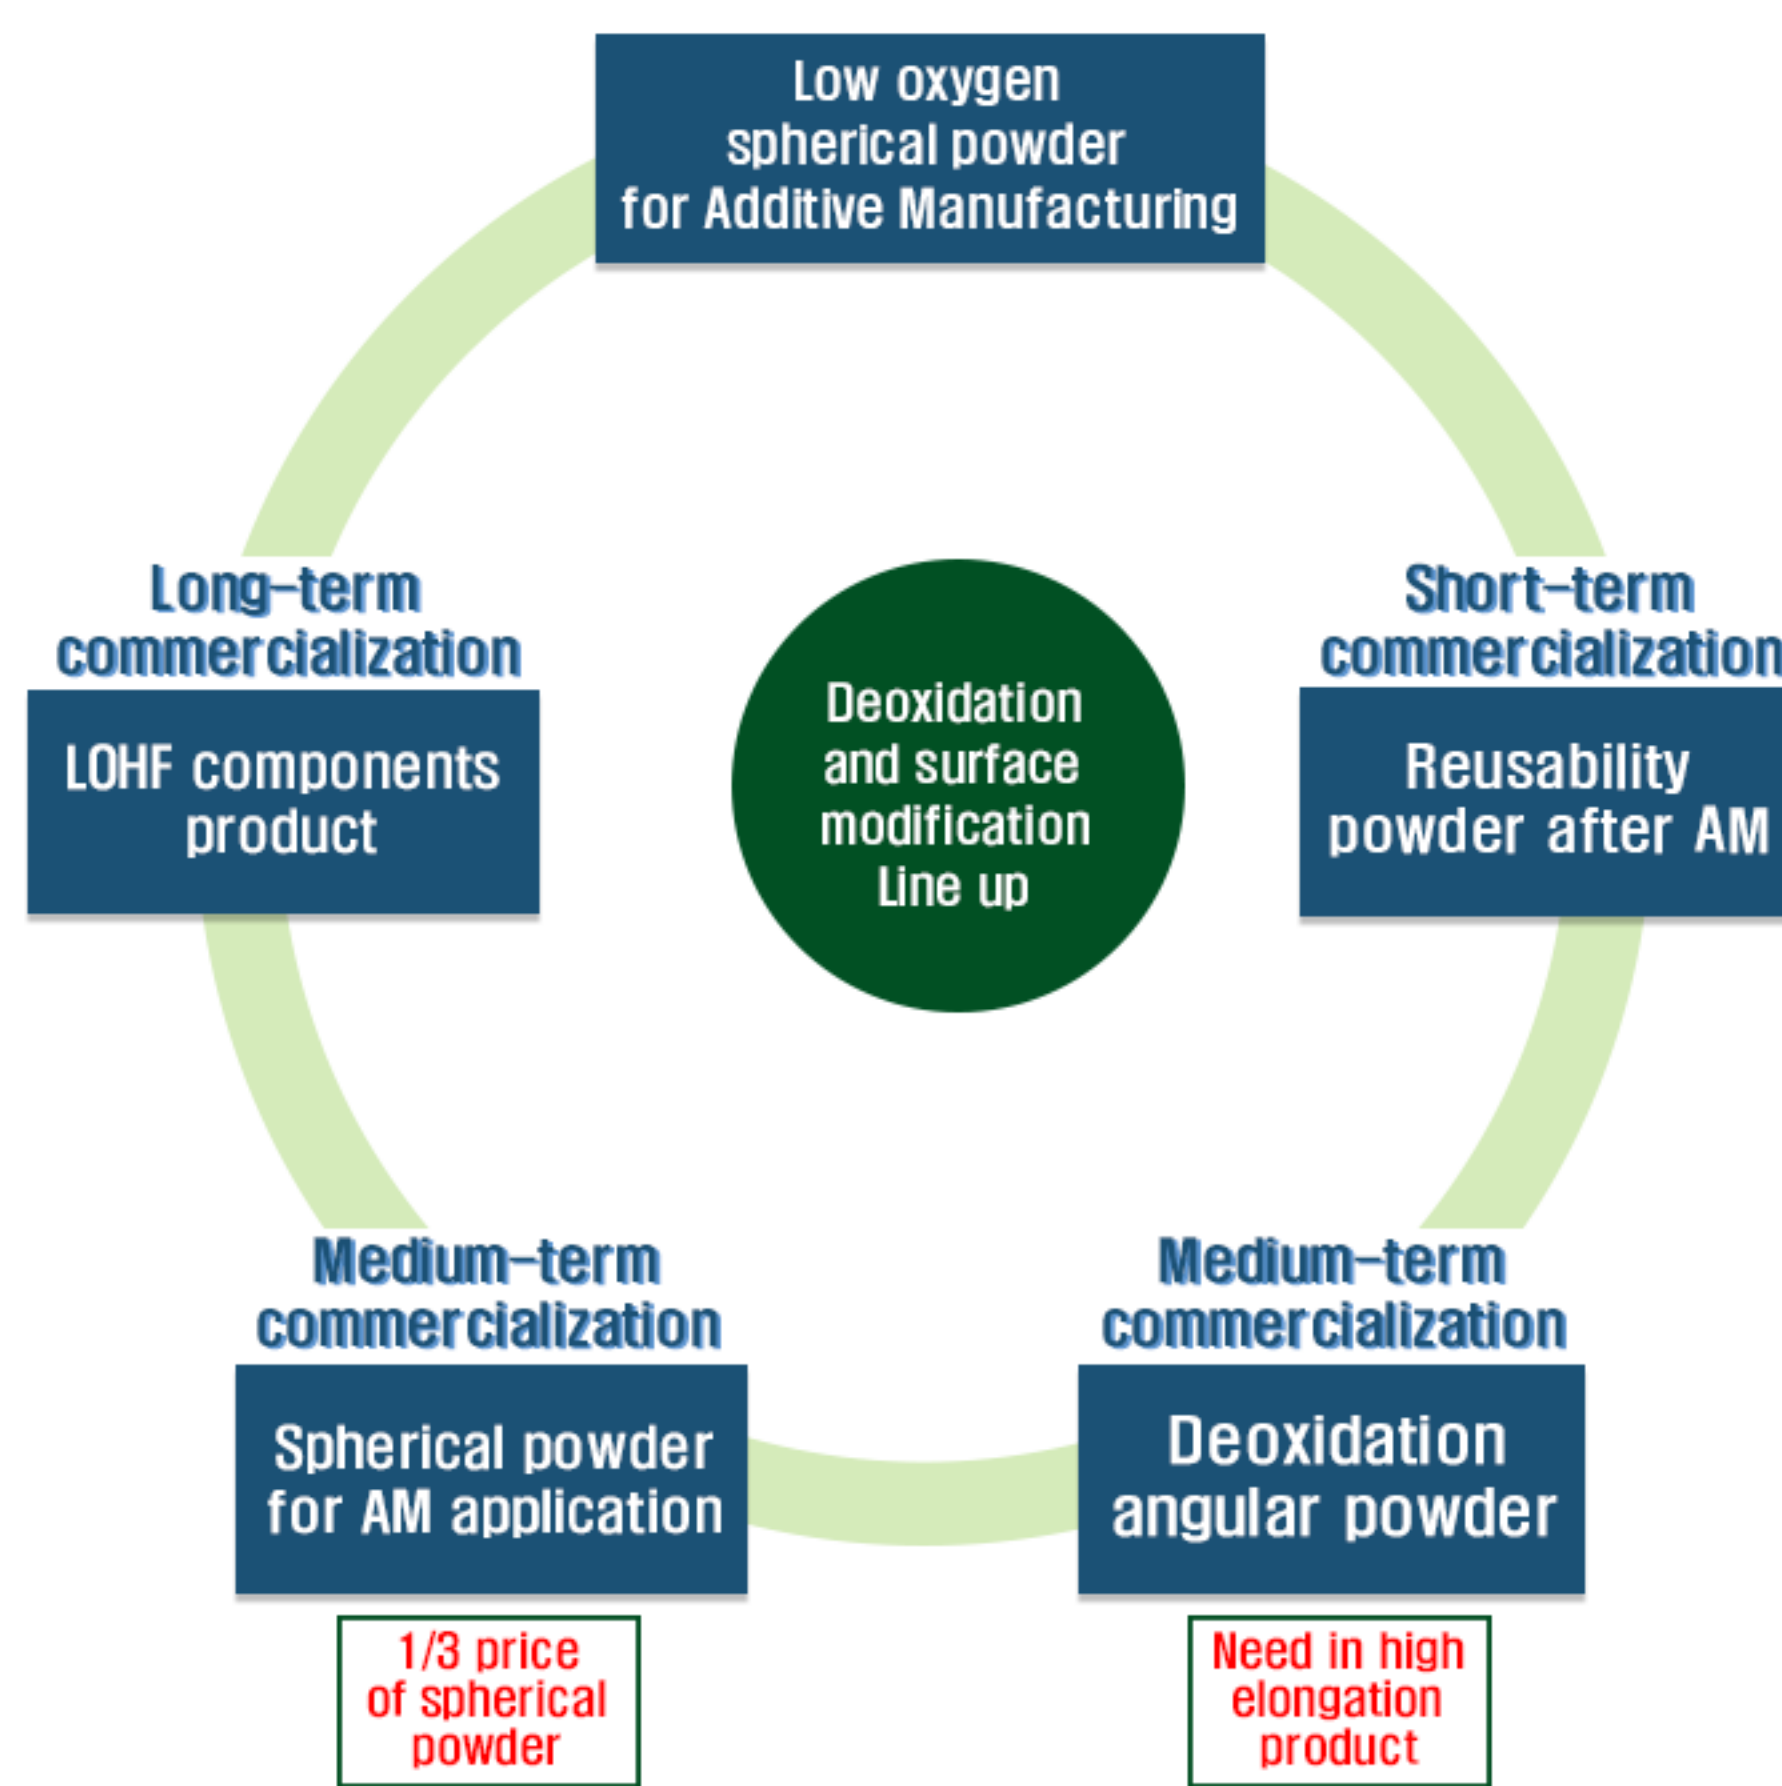 Low oxygen
spherical powder
for Additive Manufacturing
Long-term
commercialization
LOHF components
product
Deoxidation
and surface
modification
Line up
Short-term
commercialization
Reusability
powder after AM
Medium-term
commercialization
Spherical powder
for AM application
1/3 price
of spherical
powder
Medium-term
commercialization
Deoxidation
angular powder
Need in high
elongation
product